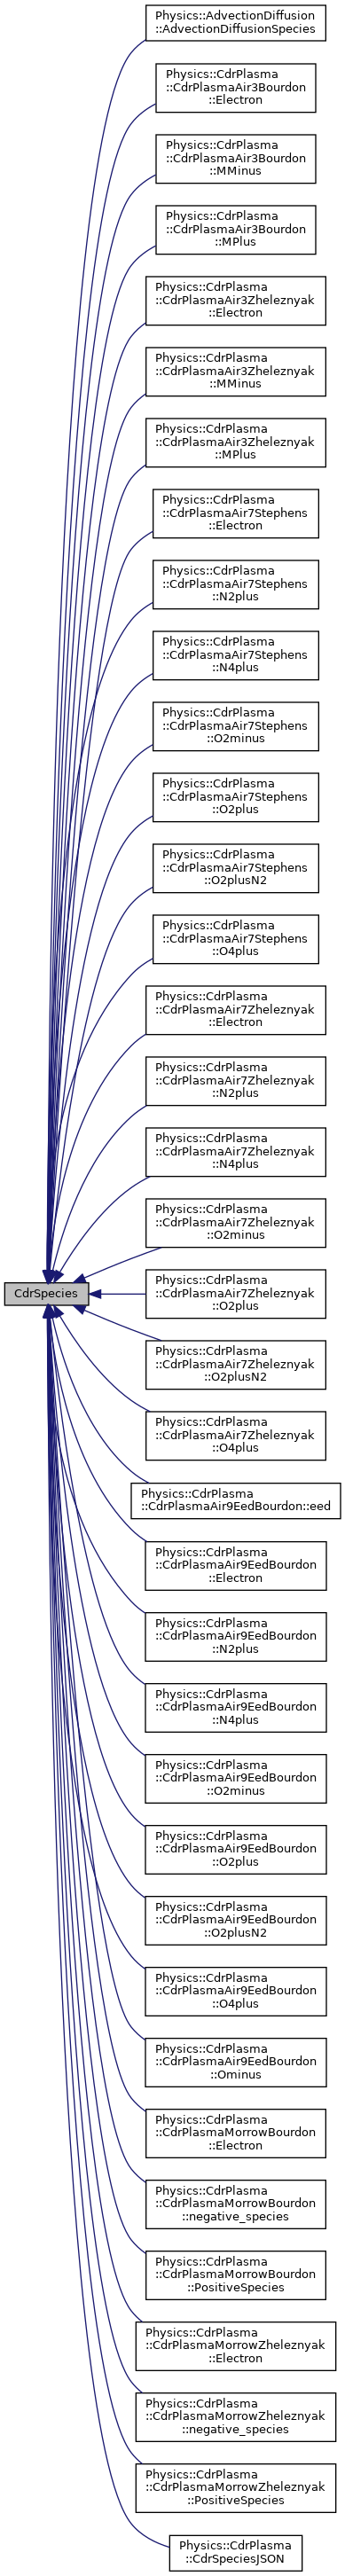 Physics::AdvectionDiffusion
::AdvectionDiffusionSpecies
Physics::CdrPlasma
::CdrPlasmaAir3Bourdon
::Electron
Physics::CdrPlasma
::CdrPlasmaAir3Bourdon
::MMinus
Physics::CdrPlasma
::CdrPlasmaAir3Bourdon
::MPlus
Physics::CdrPlasma
::CdrPlasmaAir3Zheleznyak
::Electron
Physics::CdrPlasma
::CdrPlasmaAir3Zheleznyak
::MMinus
Physics::CdrPlasma
::CdrPlasmaAir3Zheleznyak
::MPlus
Physics::CdrPlasma
::CdrPlasmaAir7Stephens
::Electron
Physics::CdrPlasma
::CdrPlasmaAir7Stephens
::N2plus
Physics::CdrPlasma
::CdrPlasmaAir7Stephens
::N4plus
Physics::CdrPlasma
::CdrPlasmaAir7Stephens
::O2minus
Physics::CdrPlasma
::CdrPlasmaAir7Stephens
::O2plus
Physics::CdrPlasma
::CdrPlasmaAir7Stephens
::O2plusN2
Physics::CdrPlasma
::CdrPlasmaAir7Stephens
::O4plus
Physics::CdrPlasma
::CdrPlasmaAir7Zheleznyak
::Electron
Physics::CdrPlasma
::CdrPlasmaAir7Zheleznyak
::N2plus
Physics::CdrPlasma
::CdrPlasmaAir7Zheleznyak
::N4plus
Physics::CdrPlasma
::CdrPlasmaAir7Zheleznyak
::O2minus
CdrSpecies
Physics::CdrPlasma
::CdrPlasmaAir7Zheleznyak
::O2plus
Physics::CdrPlasma
::CdrPlasmaAir7Zheleznyak
::O2plusN2
Physics::CdrPlasma
::CdrPlasmaAir7Zheleznyak
::O4plus
Physics::CdrPlasma
::CdrPlasmaAir9EedBourdon::eed
Physics::CdrPlasma
::CdrPlasmaAir9EedBourdon
::Electron
Physics::CdrPlasma
::CdrPlasmaAir9EedBourdon
::N2plus
Physics::CdrPlasma
::CdrPlasmaAir9EedBourdon
::N4plus
Physics::CdrPlasma
::CdrPlasmaAir9EedBourdon
::O2minus
Physics::CdrPlasma
::CdrPlasmaAir9EedBourdon
::O2plus
Physics::CdrPlasma
::CdrPlasmaAir9EedBourdon
::O2plusN2
Physics::CdrPlasma
::CdrPlasmaAir9EedBourdon
::O4plus
Physics::CdrPlasma
::CdrPlasmaAir9EedBourdon
::Ominus
Physics::CdrPlasma
::CdrPlasmaMorrowBourdon
::Electron
Physics::CdrPlasma
::CdrPlasmaMorrowBourdon
::negative_species
Physics::CdrPlasma
::CdrPlasmaMorrowBourdon
::PositiveSpecies
Physics::CdrPlasma
::CdrPlasmaMorrowZheleznyak
::Electron
Physics::CdrPlasma
::CdrPlasmaMorrowZheleznyak
::negative_species
Physics::CdrPlasma
::CdrPlasmaMorrowZheleznyak
::PositiveSpecies
Physics::CdrPlasma
::CdrSpeciesJSON